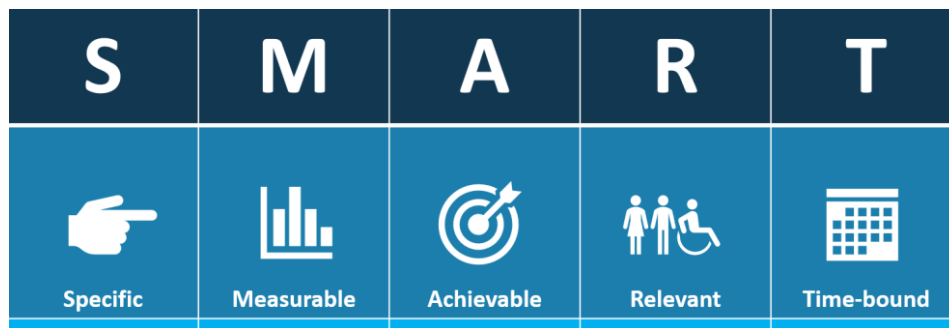 S M A R T
Specific Measurable Achievable Relevant Time-bound